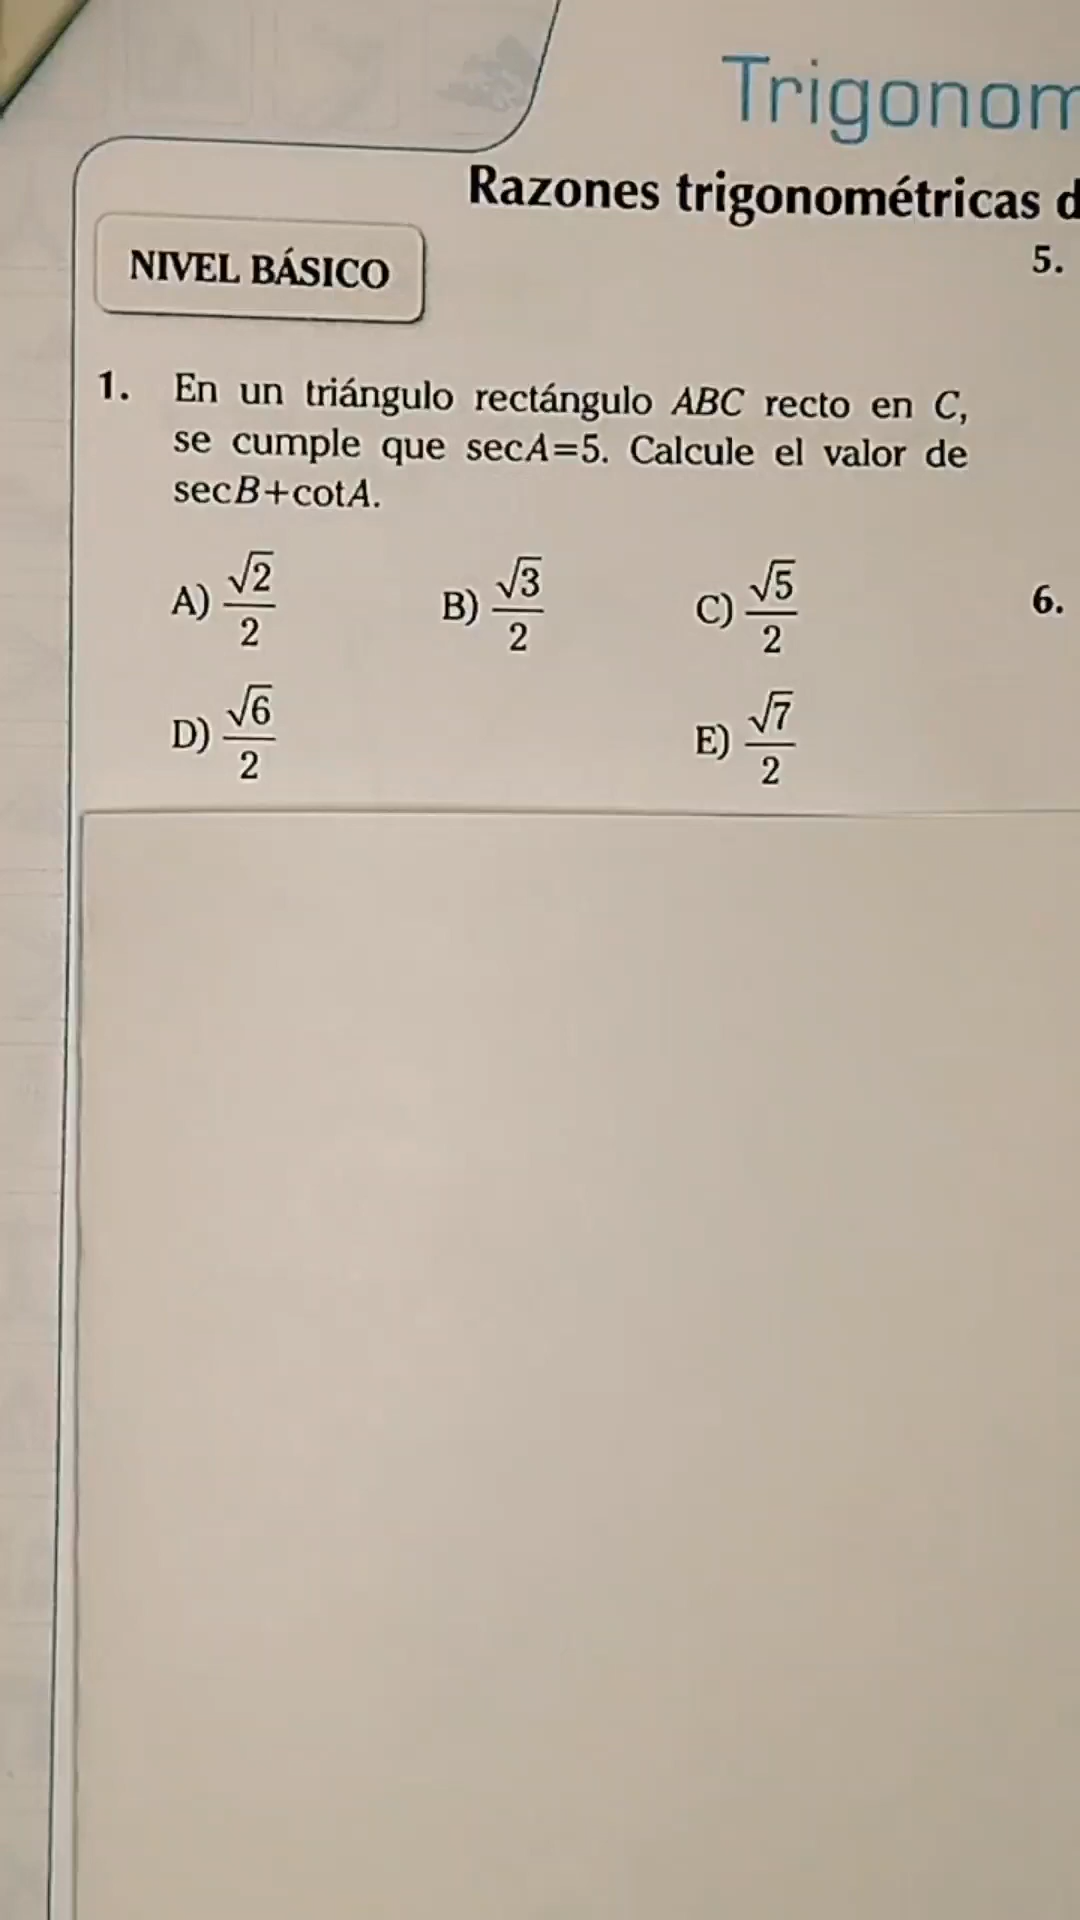 Trigonom
Razones trigonométricas d
NIVEL BÁSICO
5.
1. En un triángulo rectángulo ABC recto en C,
se cumple que secA=5. Calcule el valor de
secB+cotA.
A) √2/2 B) √3/2 C) √5/2
6.
D) √6/2 E) √7/2